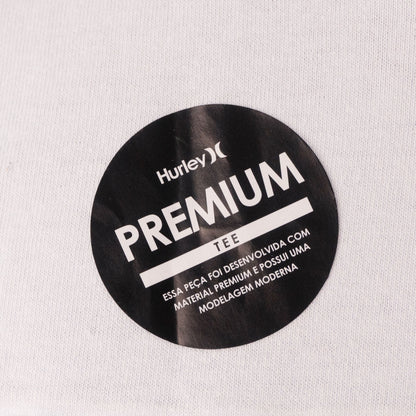 Hurley
PREMIUM
TEE
ESSA PEÇA FOI DESENVOLVIDA COM
MATERIAL PREMIUM E POSSUI UMA
MODELAGEM MODERNA